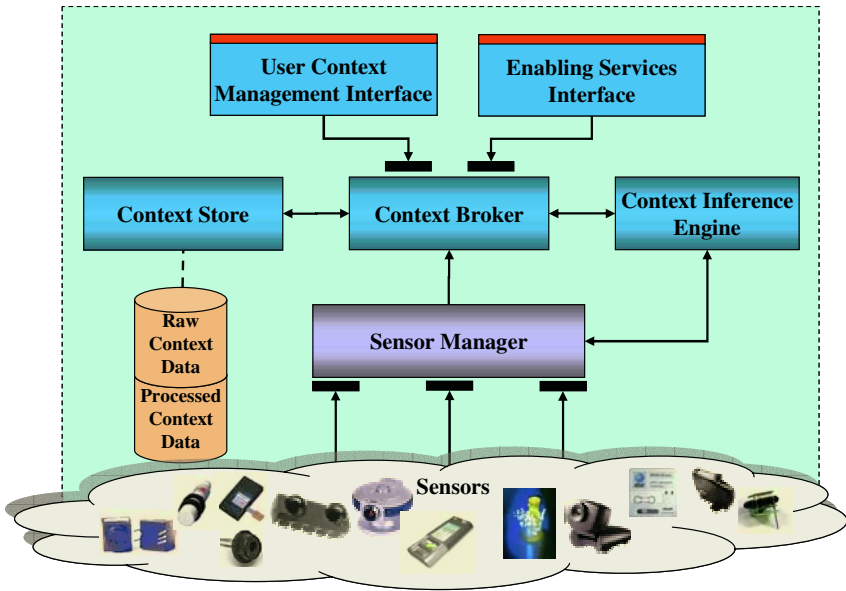 User Context
Management Interface
Enabling Services
Interface
Context Store
Context Broker
Context Inference
Engine
Raw
Context
Data
Sensor Manager
Processed
Context
Data
Sensors